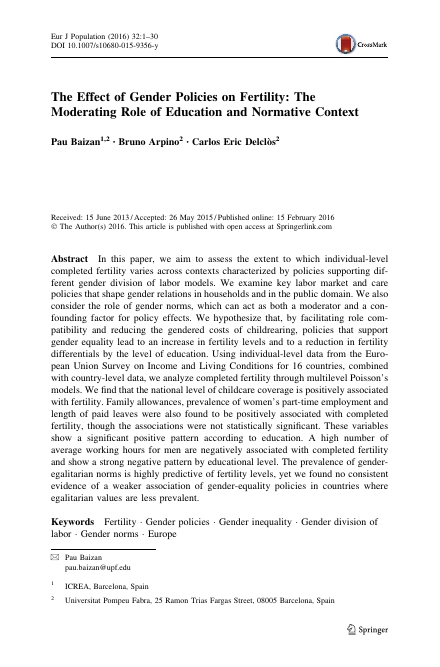 Eur J Population (2016) 32:1–30
DOI 10.1007/s10680-015-9356-y
CrossMark
The Effect of Gender Policies on Fertility: The
Moderating Role of Education and Normative Context
Pau Baizan1,2 · Bruno Arpino2 · Carlos Eric Delclòs2
Received: 15 June 2013 / Accepted: 26 May 2015 / Published online: 15 February 2016
© The Author(s) 2016. This article is published with open access at Springerlink.com
Abstract In this paper, we aim to assess the extent to which individual-level
completed fertility varies across contexts characterized by policies supporting dif-
ferent gender division of labor models. We examine key labor market and care
policies that shape gender relations in households and in the public domain. We also
consider the role of gender norms, which can act as both a moderator and a con-
founding factor for policy effects. We hypothesize that, by facilitating role com-
patibility and reducing the gendered costs of childrearing, policies that support
gender equality lead to an increase in fertility levels and to a reduction in fertility
differentials by the level of education. Using individual-level data from the Euro-
pean Union Survey on Income and Living Conditions for 16 countries, combined
with country-level data, we analyze completed fertility through multilevel Poisson's
models. We find that the national level of childcare coverage is positively associated
with fertility. Family allowances, prevalence of women's part-time employment and
length of paid leaves were also found to be positively associated with completed
fertility, though the associations were not statistically significant. These variables
show a significant positive pattern according to education. A high number of
average working hours for men are negatively associated with completed fertility
and show a strong negative pattern by educational level. The prevalence of gender-
egalitarian norms is highly predictive of fertility levels, yet we found no consistent
evidence of a weaker association of gender-equality policies in countries where
egalitarian values are less prevalent.
Keywords Fertility · Gender policies · Gender inequality · Gender division of
labor · Gender norms · Europe
Pau Baizan
pau.baizan@upf.edu
1 ICREA, Barcelona, Spain
2 Universitat Pompeu Fabra, 25 Ramon Trias Fargas Street, 08005 Barcelona, Spain
Springer